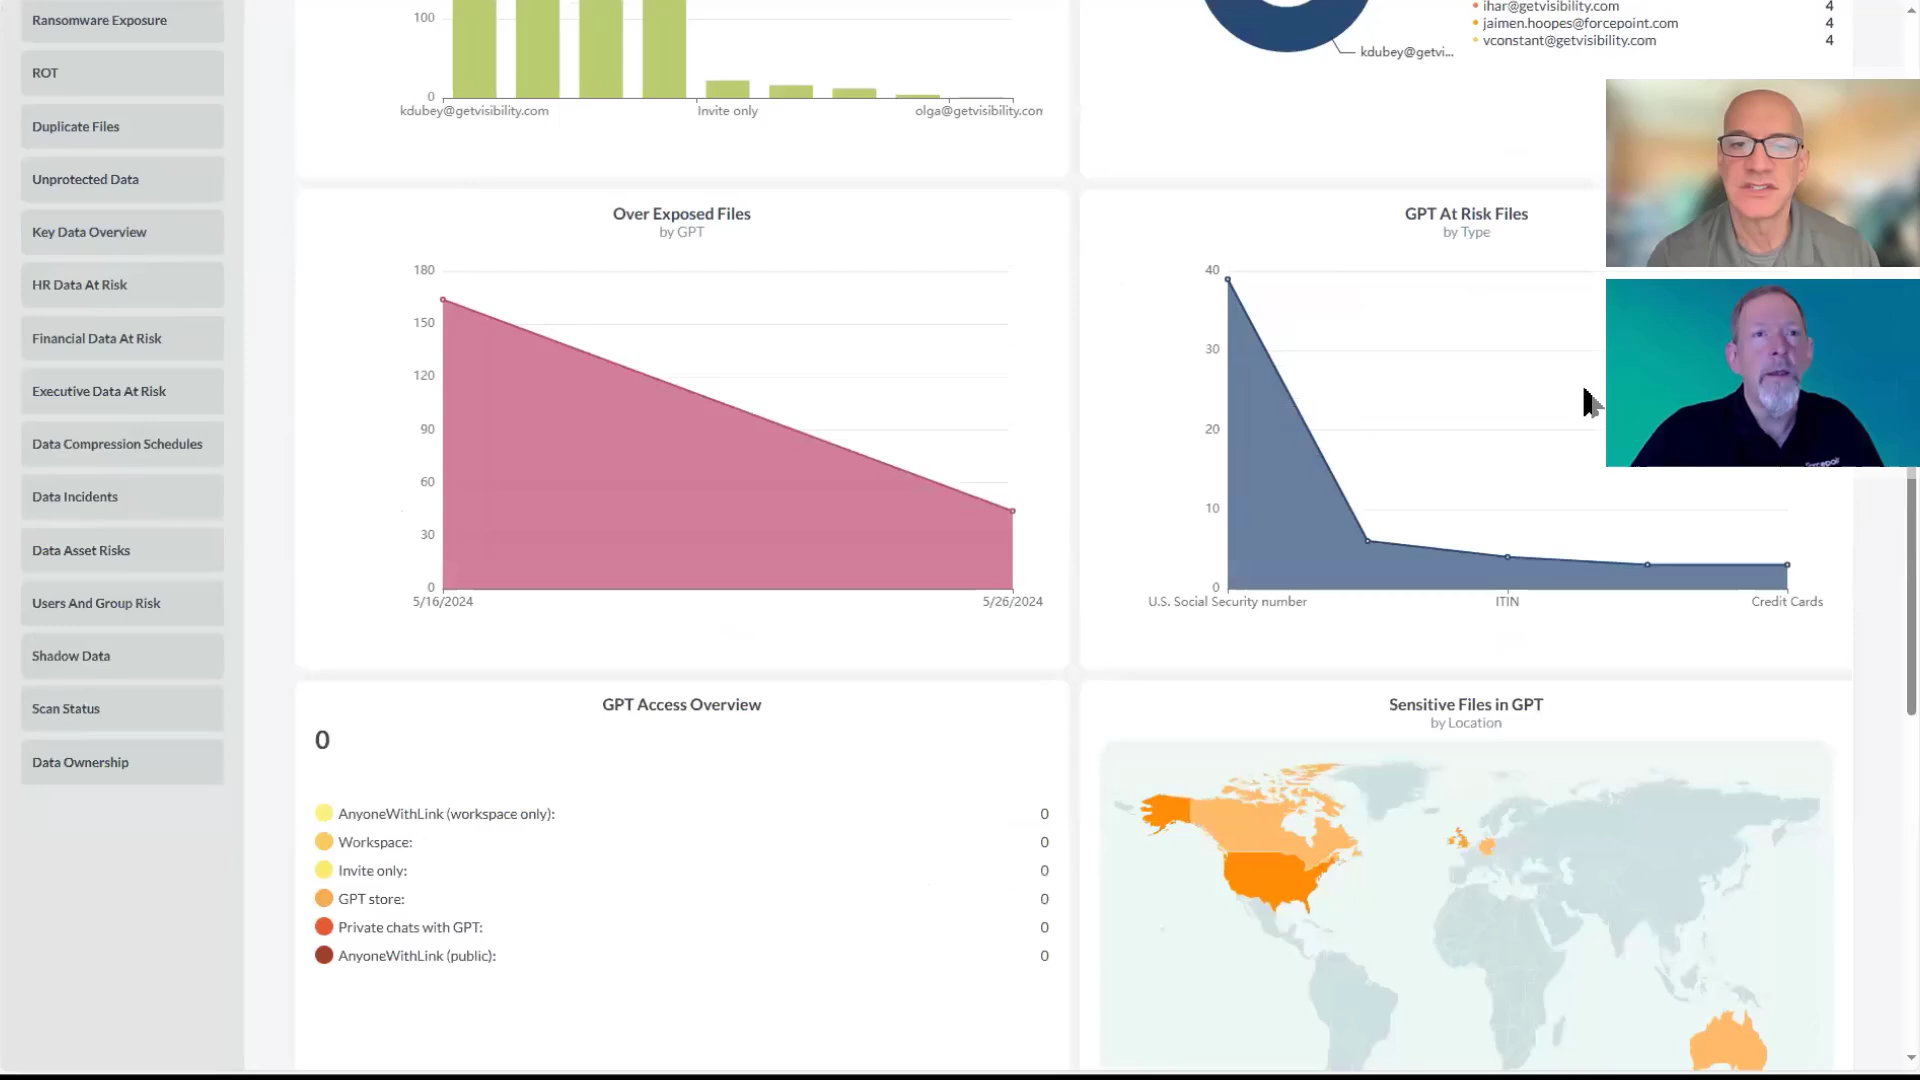 Ransomware Exposure
ROT
Duplicate Files
Unprotected Data
Key Data Overview
HR Data At Risk
Financial Data At Risk
Executive Data At Risk
Data Compression Schedules
Data Incidents
Data Asset Risks
Users And Group Risk
Shadow Data
Scan Status
Data Ownership
100
0
kdubey@getvisibility.com
Invite only
olga@getvisibility.com
kdubey@getvi...
ihar@getvisibility.com 4
jaimen.hoopes@forcepoint.com 4
vconstant@getvisibility.com 4
Over Exposed Files
by GPT
180
150
120
90
60
30
0
5/16/2024
5/26/2024
GPT At Risk Files
by Type
40
30
20
10
0
U.S. Social Security number
ITIN
Credit Cards
GPT Access Overview
0
AnyoneWithLink (workspace only): 0
Workspace: 0
Invite only: 0
GPT store: 0
Private chats with GPT: 0
AnyoneWithLink (public): 0
Sensitive Files in GPT
by Location